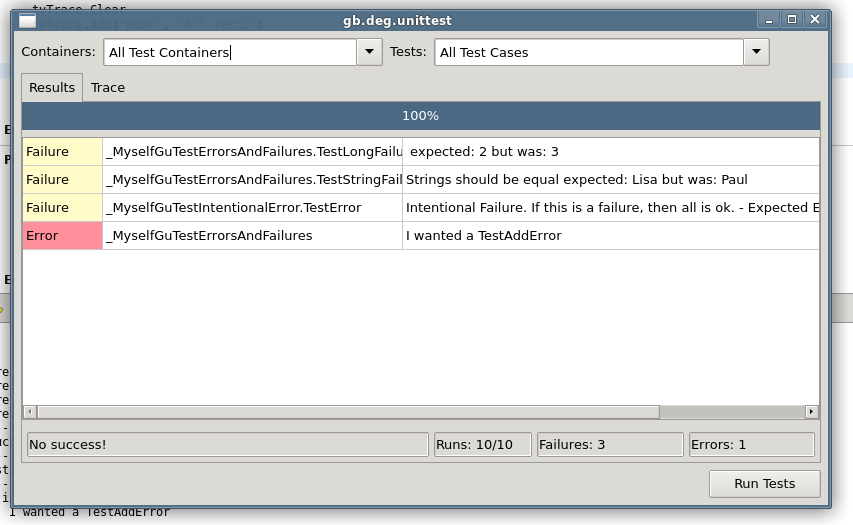 tvTrace.Clear
gb.deg.unittest
Containers: All Test Containers Tests: All Test Cases
Results Trace
100%
Failure _MyselfGuTestErrorsAndFailures.TestLongFailu expected: 2 but was: 3
Failure _MyselfGuTestErrorsAndFailures.TestStringFail Strings should be equal expected: Lisa but was: Paul
Failure _MyselfGuTestIntentionalError.TestError Intentional Failure. If this is a failure, then all is ok. - Expected E
Error _MyselfGuTestErrorsAndFailures I wanted a TestAddError
No success! Runs: 10/10 Failures: 3 Errors: 1
Run Tests
I wanted a TestAddError